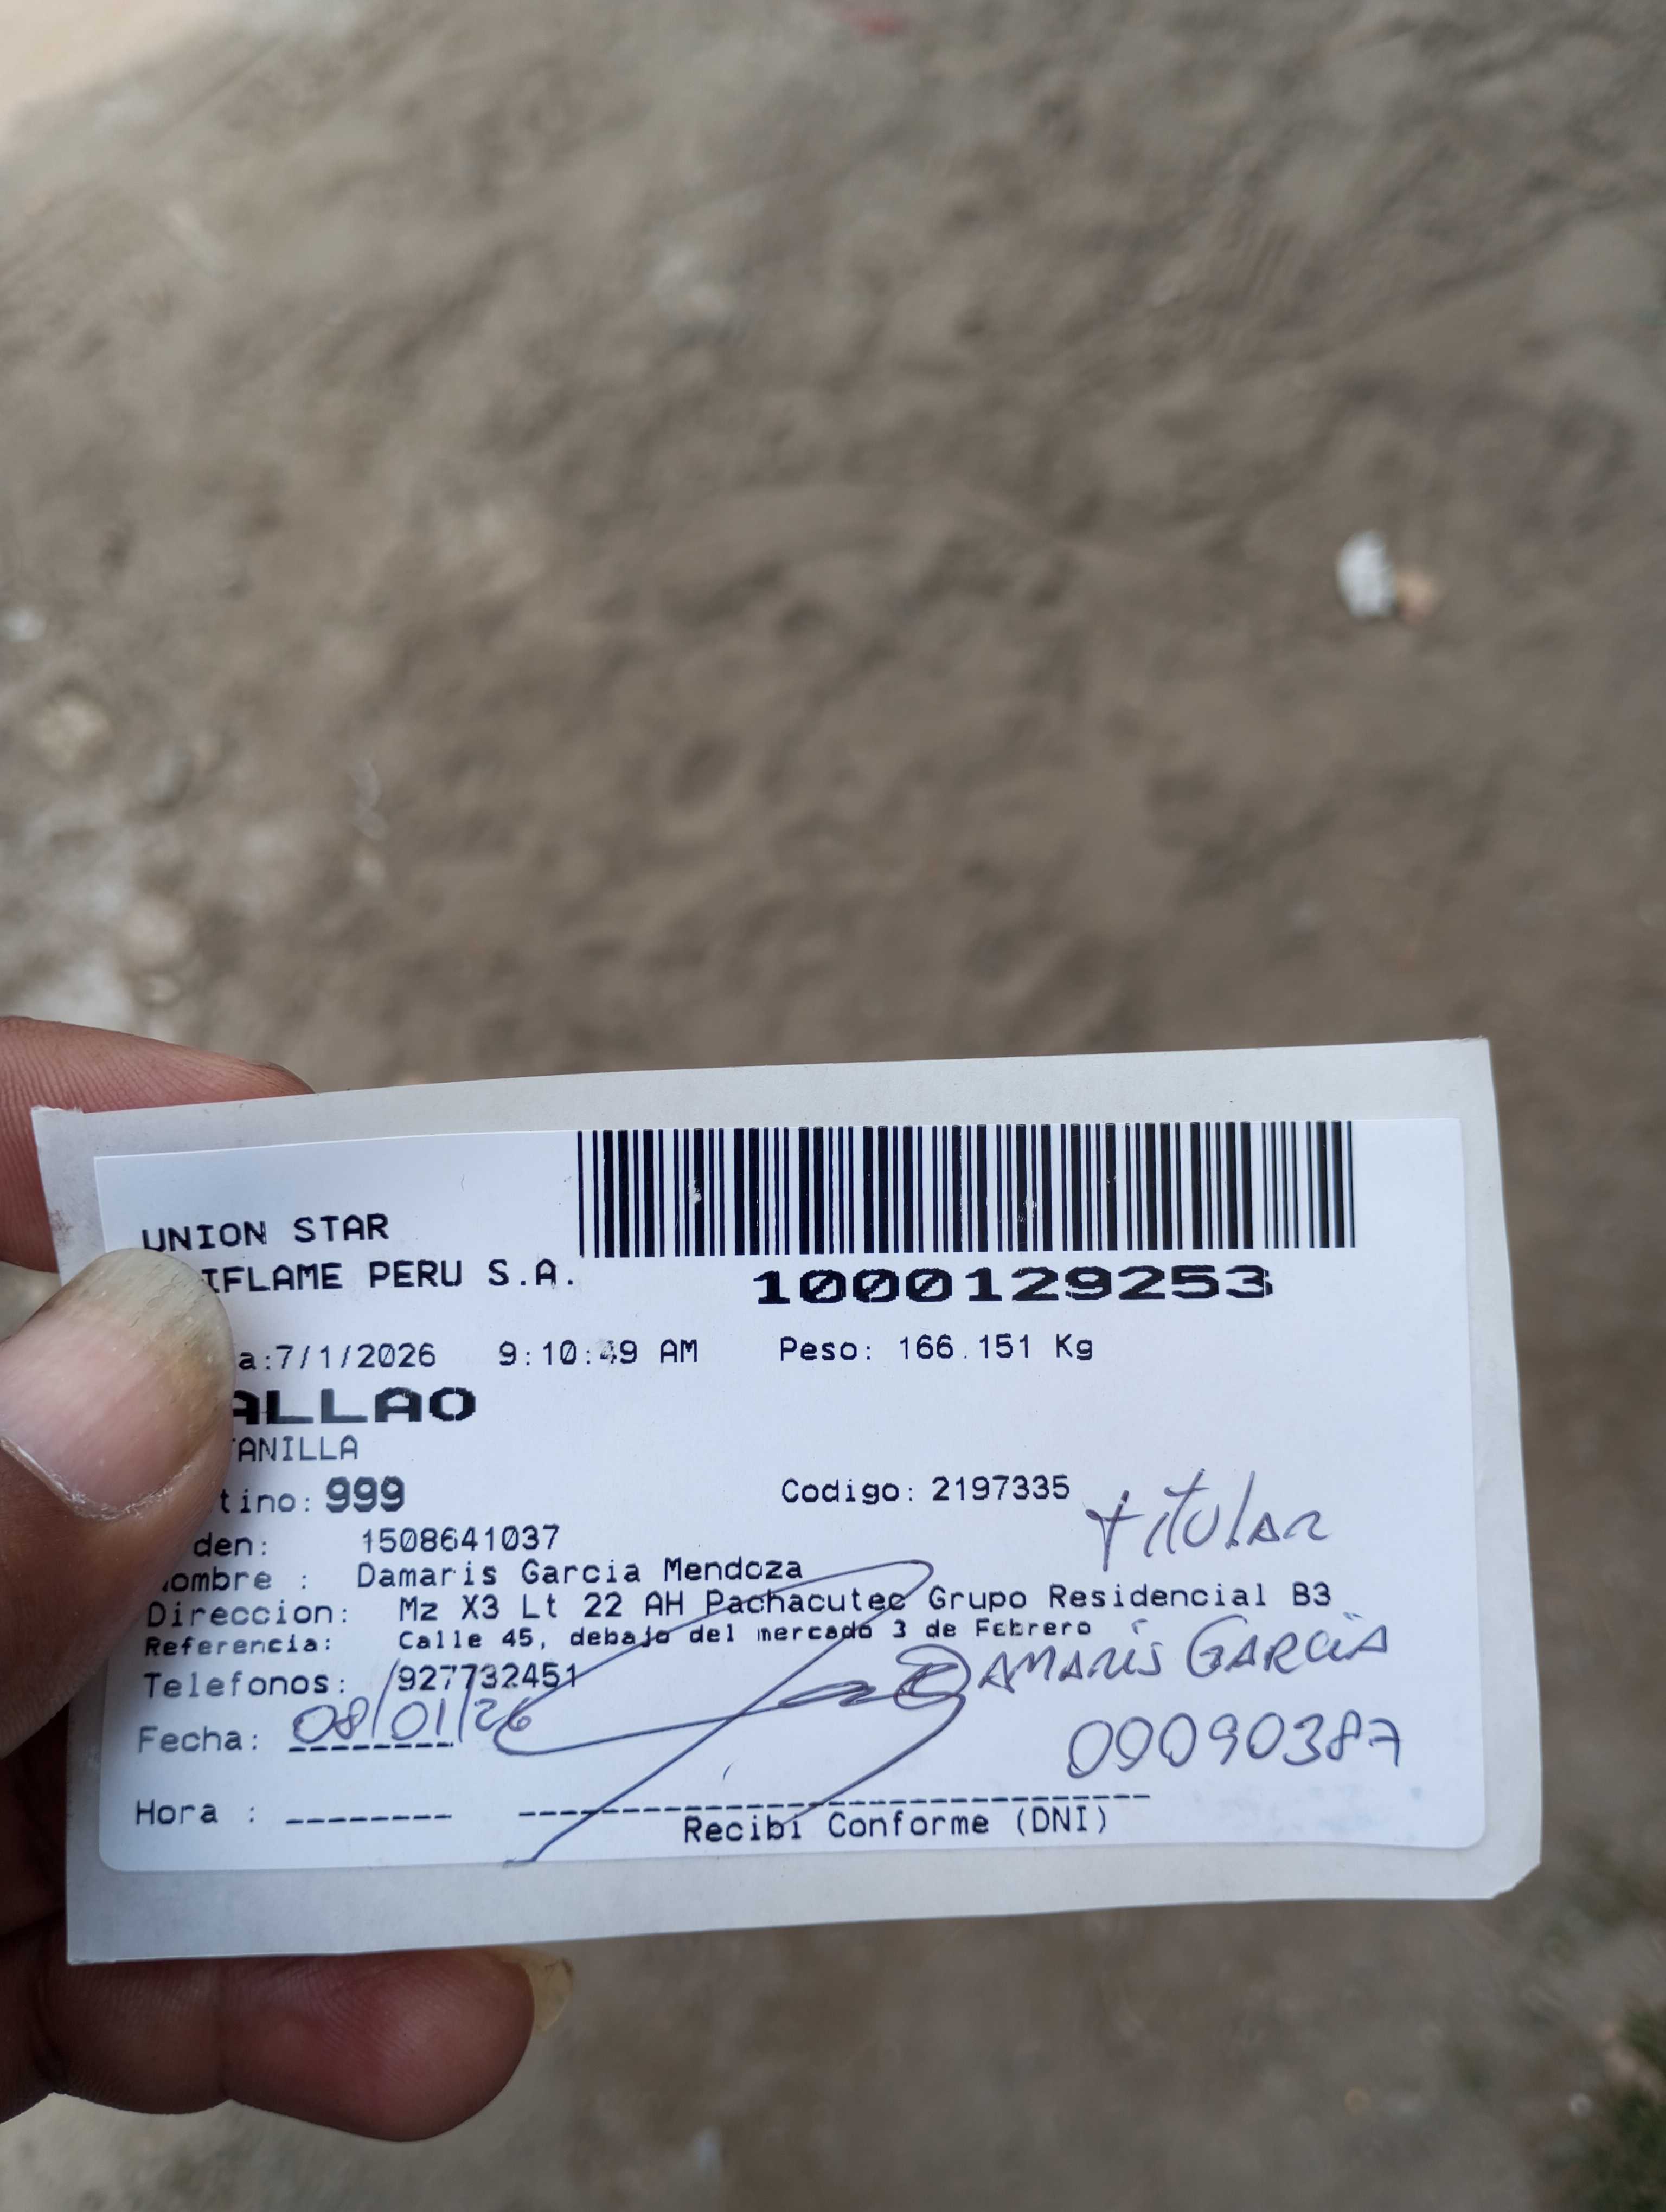 UNION STAR
IFLAME PERU S.A.
1000129253
a:7/1/2026 9:10:49 AM Peso: 166.151 Kg
ALLAO
TANILLA
tino: 999 Codigo: 2197335
titular
den: 1508641037
ombre : Damaris Garcia Mendoza
Direccion: Mz X3 Lt 22 AH Pachacutec Grupo Residencial B3
Referencia: Calle 45, debajo del mercado 3 de Febrero
Telefonos: /927732451
DAMARIS GARCIA
Fecha: 08/01/26
00090387
Hora :
Recibi Conforme (DNI)